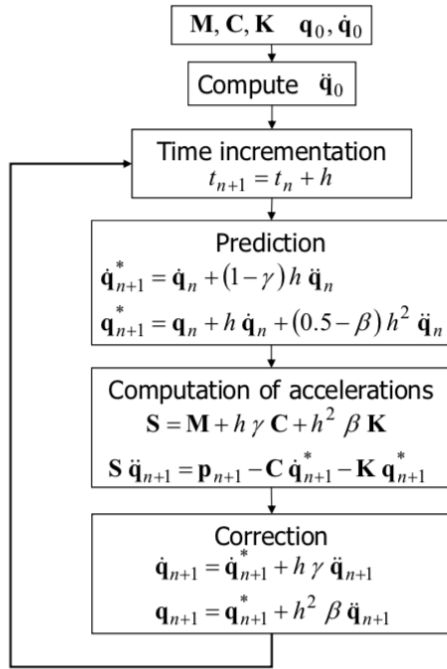 M, C, K q₀, q̇₀
Compute q̈₀
Time incrementation
tₙ₊₁ = tₙ + h
Prediction
q̇*ₙ₊₁ = q̇ₙ + (1 − γ) h q̈ₙ
q*ₙ₊₁ = qₙ + h q̇ₙ + (0.5 − β) h² q̈ₙ
Computation of accelerations
S = M + h γ C + h² β K
S q̈ₙ₊₁ = pₙ₊₁ − C q̇*ₙ₊₁ − K q*ₙ₊₁
Correction
q̇ₙ₊₁ = q̇*ₙ₊₁ + h γ q̈ₙ₊₁
qₙ₊₁ = q*ₙ₊₁ + h² β q̈ₙ₊₁